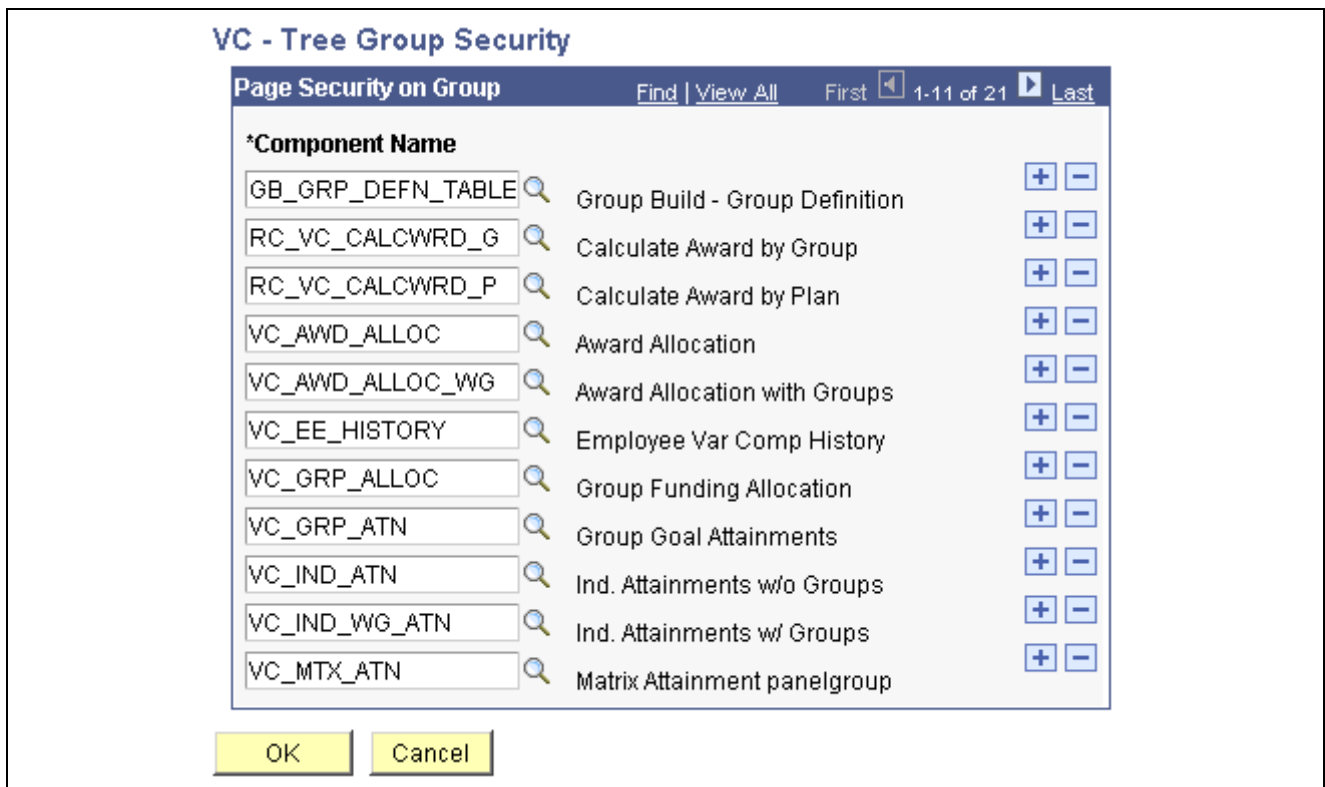 VC - Tree Group Security
Page Security on Group Find | View All First 1-11 of 21 Last
*Component Name
GB_GRP_DEFN_TABLE Group Build - Group Definition
RC_VC_CALCWRD_G Calculate Award by Group
RC_VC_CALCWRD_P Calculate Award by Plan
VC_AWD_ALLOC Award Allocation
VC_AWD_ALLOC_WG Award Allocation with Groups
VC_EE_HISTORY Employee Var Comp History
VC_GRP_ALLOC Group Funding Allocation
VC_GRP_ATN Group Goal Attainments
VC_IND_ATN Ind. Attainments w/o Groups
VC_IND_WG_ATN Ind. Attainments w/ Groups
VC_MTX_ATN Matrix Attainment panelgroup
OK Cancel